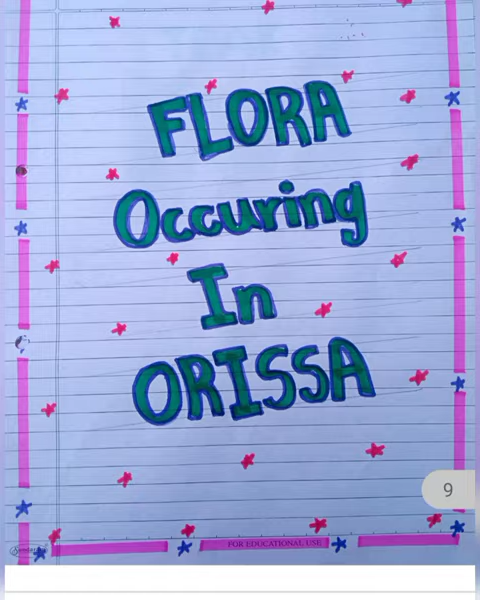 FLORA
Occuring
In
ORISSA
9
FOR EDUCATIONAL USE